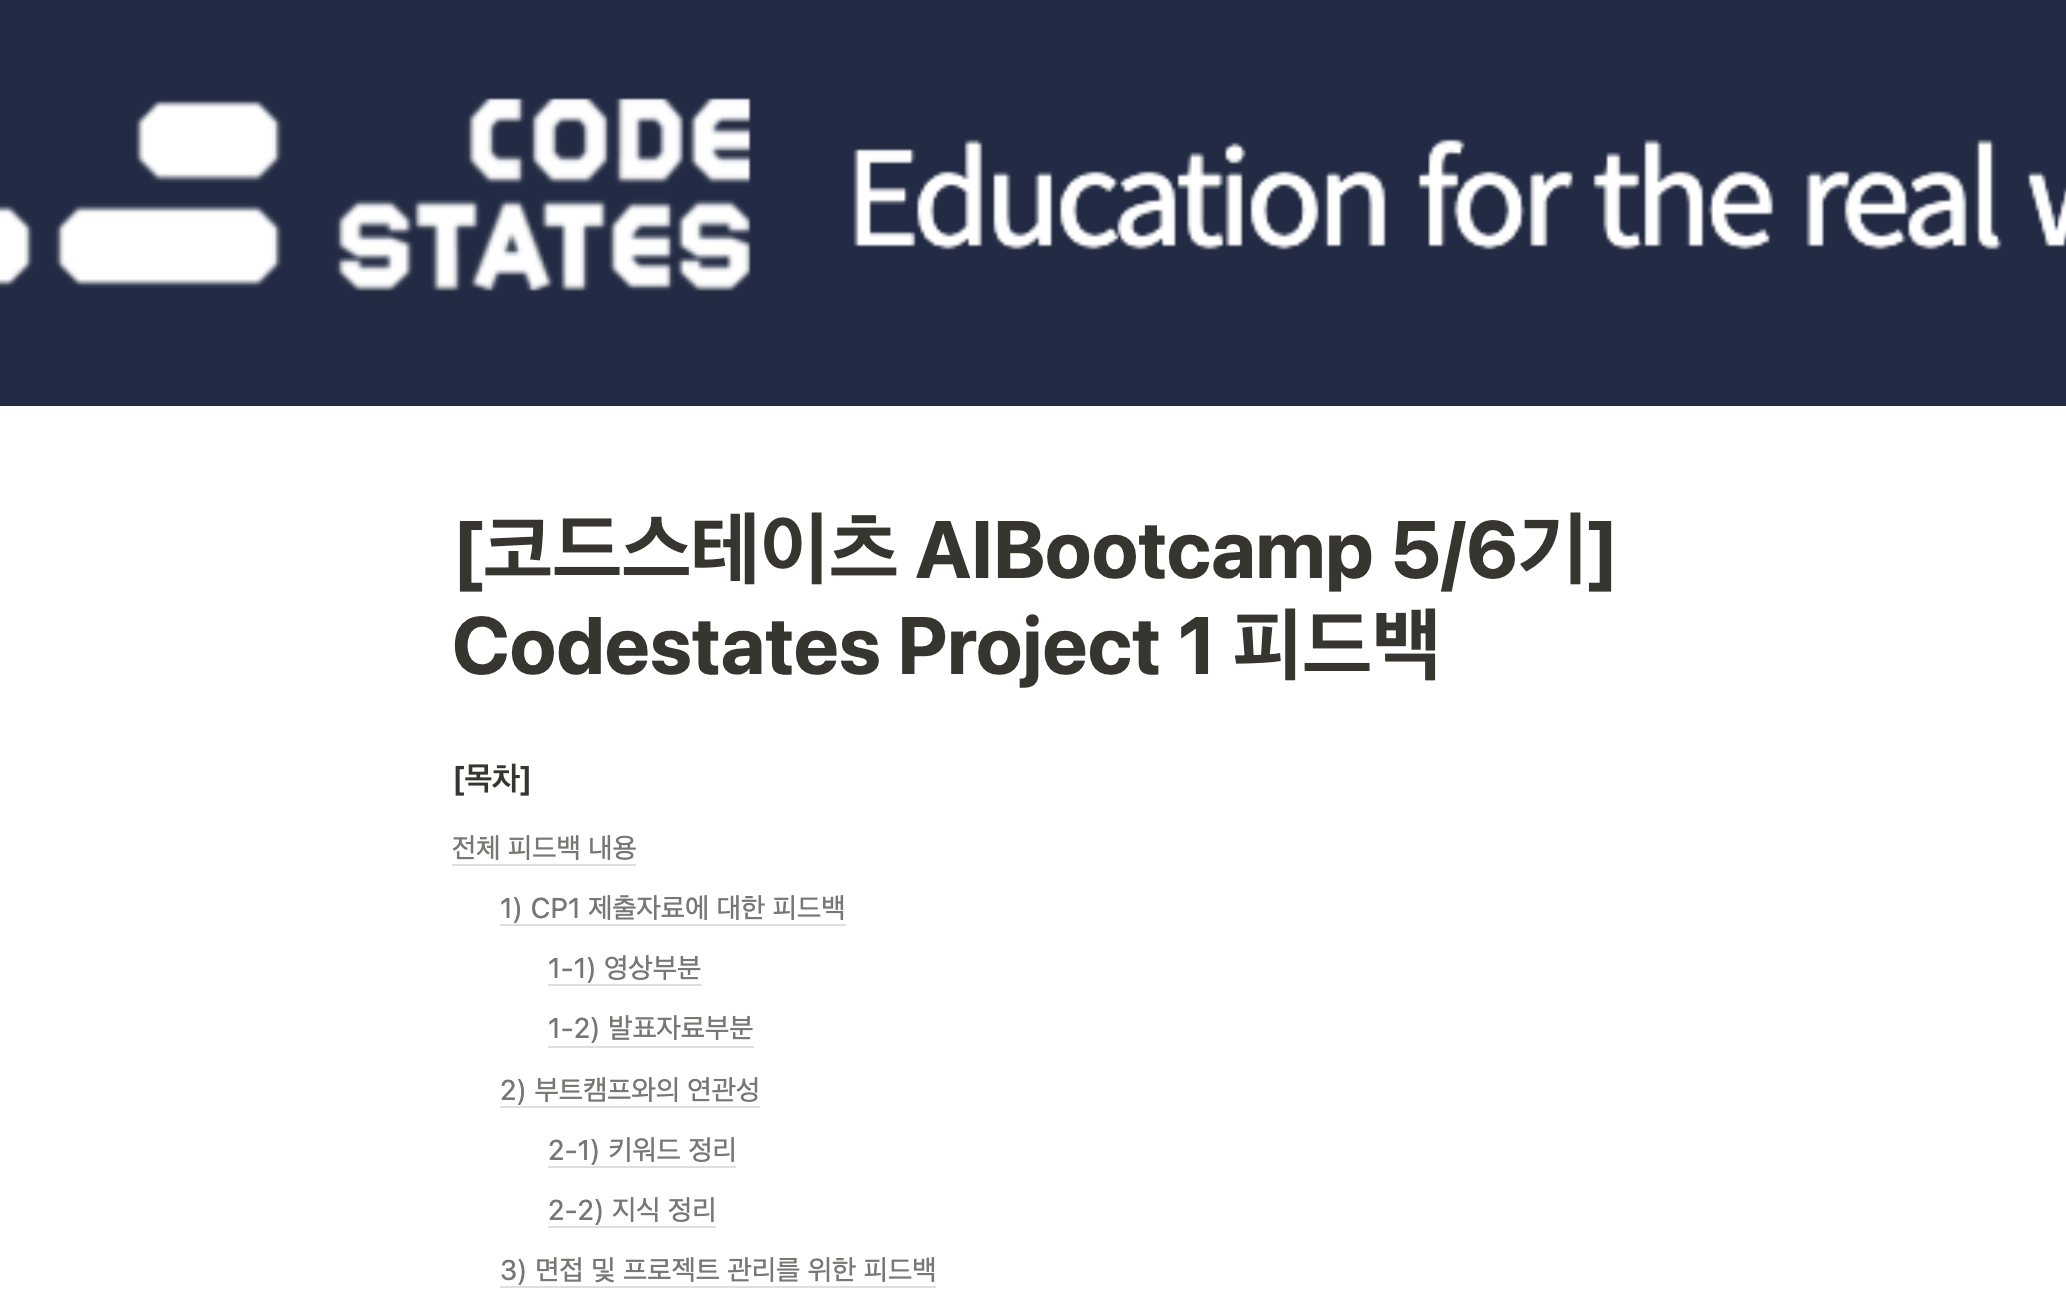 CODE
STATES
Education for the real w
[코드스테이츠 AIBootcamp 5/6기]
Codestates Project 1 피드백
[목차]
전체 피드백 내용
1) CP1 제출자료에 대한 피드백
1-1) 영상부분
1-2) 발표자료부분
2) 부트캠프와의 연관성
2-1) 키워드 정리
2-2) 지식 정리
3) 면접 및 프로젝트 관리를 위한 피드백